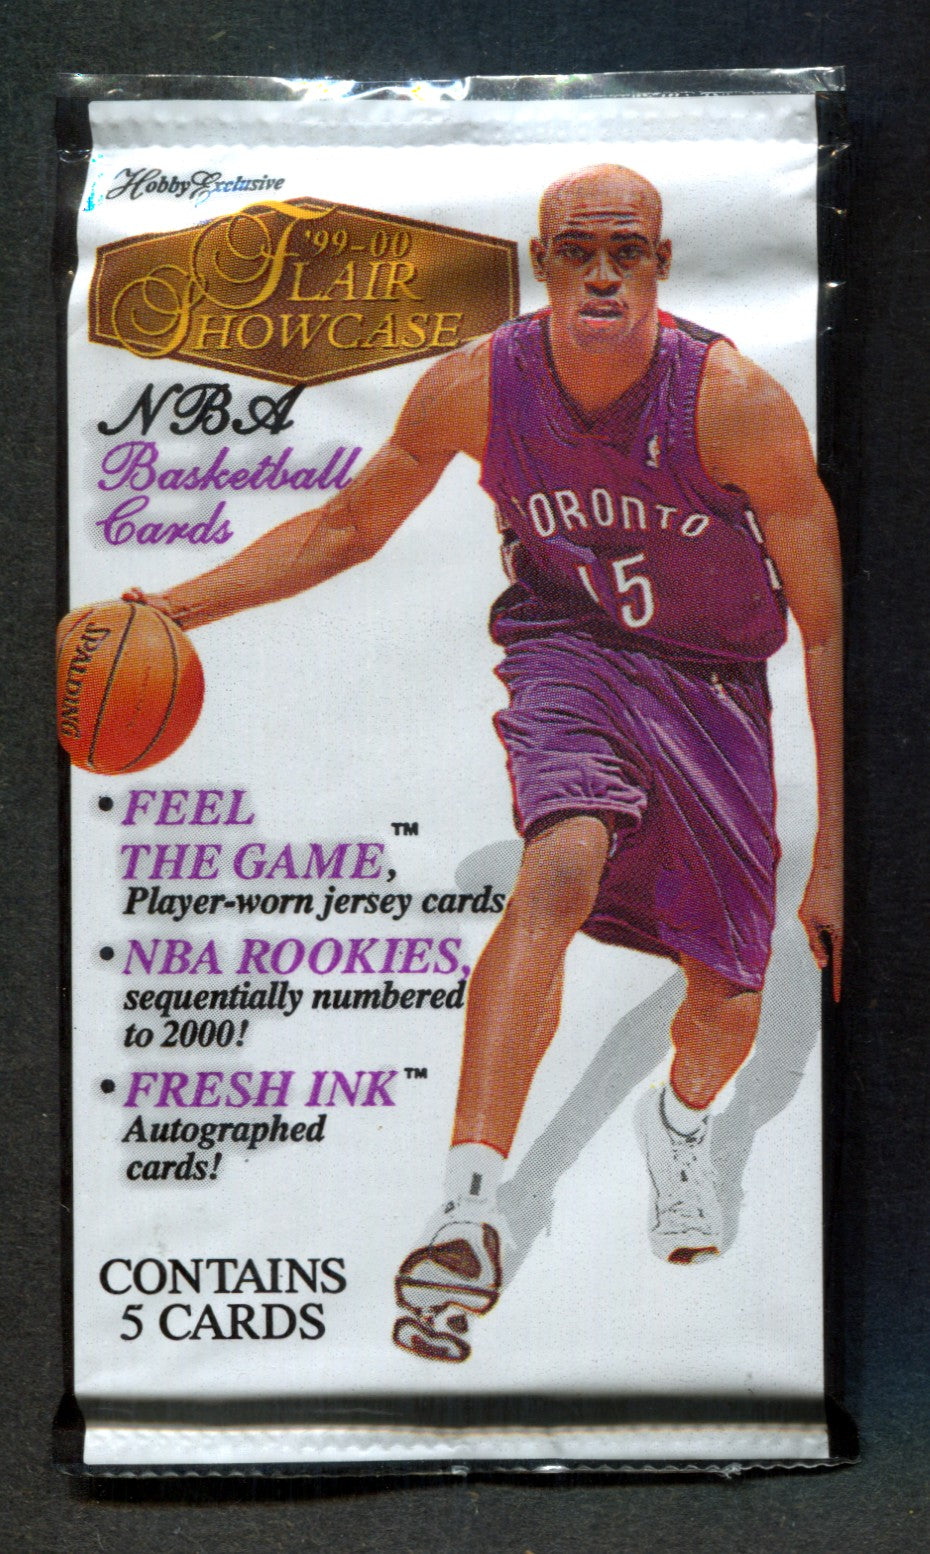 Hobby Exclusive
'99-00
FLAIR
SHOWCASE
NBA
Basketball
Cards
TORONTO
15
SPALDING
• FEEL
THE GAME,™
Player-worn jersey cards
• NBA ROOKIES,
sequentially numbered
to 2000!
• FRESH INK™
Autographed
cards!
CONTAINS
5 CARDS